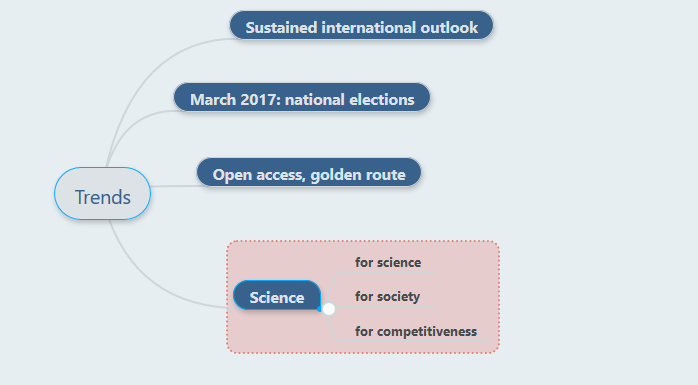 Sustained international outlook
March 2017: national elections
Open access, golden route
Trends
for science
Science
for society
for competitiveness